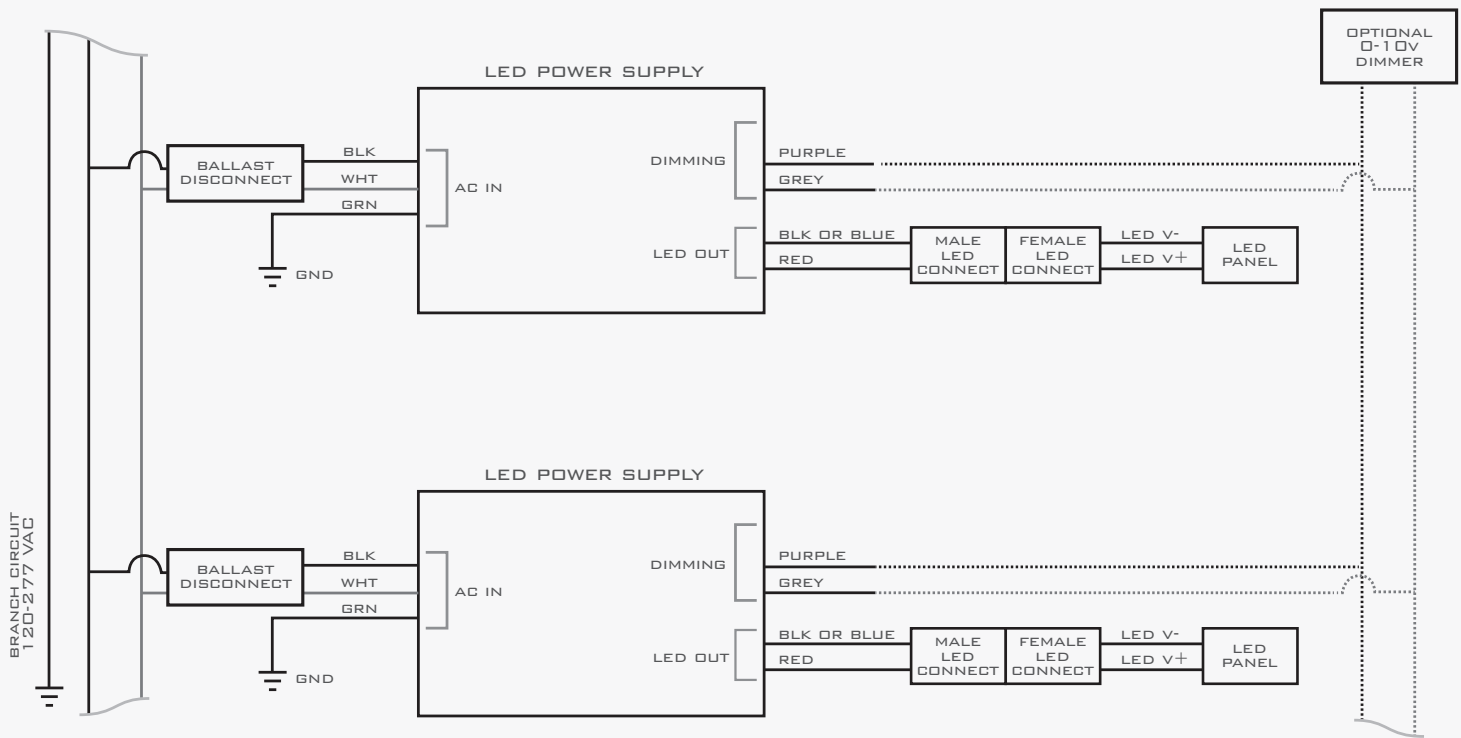 OPTIONAL
0-10V
DIMMER
LED POWER SUPPLY
BALLAST
DISCONNECT
BLK
WHT
GRN
GND
AC IN
DIMMING
LED OUT
PURPLE
GREY
BLK OR BLUE
RED
MALE
LED
CONNECT
FEMALE
LED
CONNECT
LED V-
LED V+
LED
PANEL
LED POWER SUPPLY
BRANCH CIRCUIT
120-277 VAC
BALLAST
DISCONNECT
BLK
WHT
GRN
GND
AC IN
DIMMING
LED OUT
PURPLE
GREY
BLK OR BLUE
RED
MALE
LED
CONNECT
FEMALE
LED
CONNECT
LED V-
LED V+
LED
PANEL